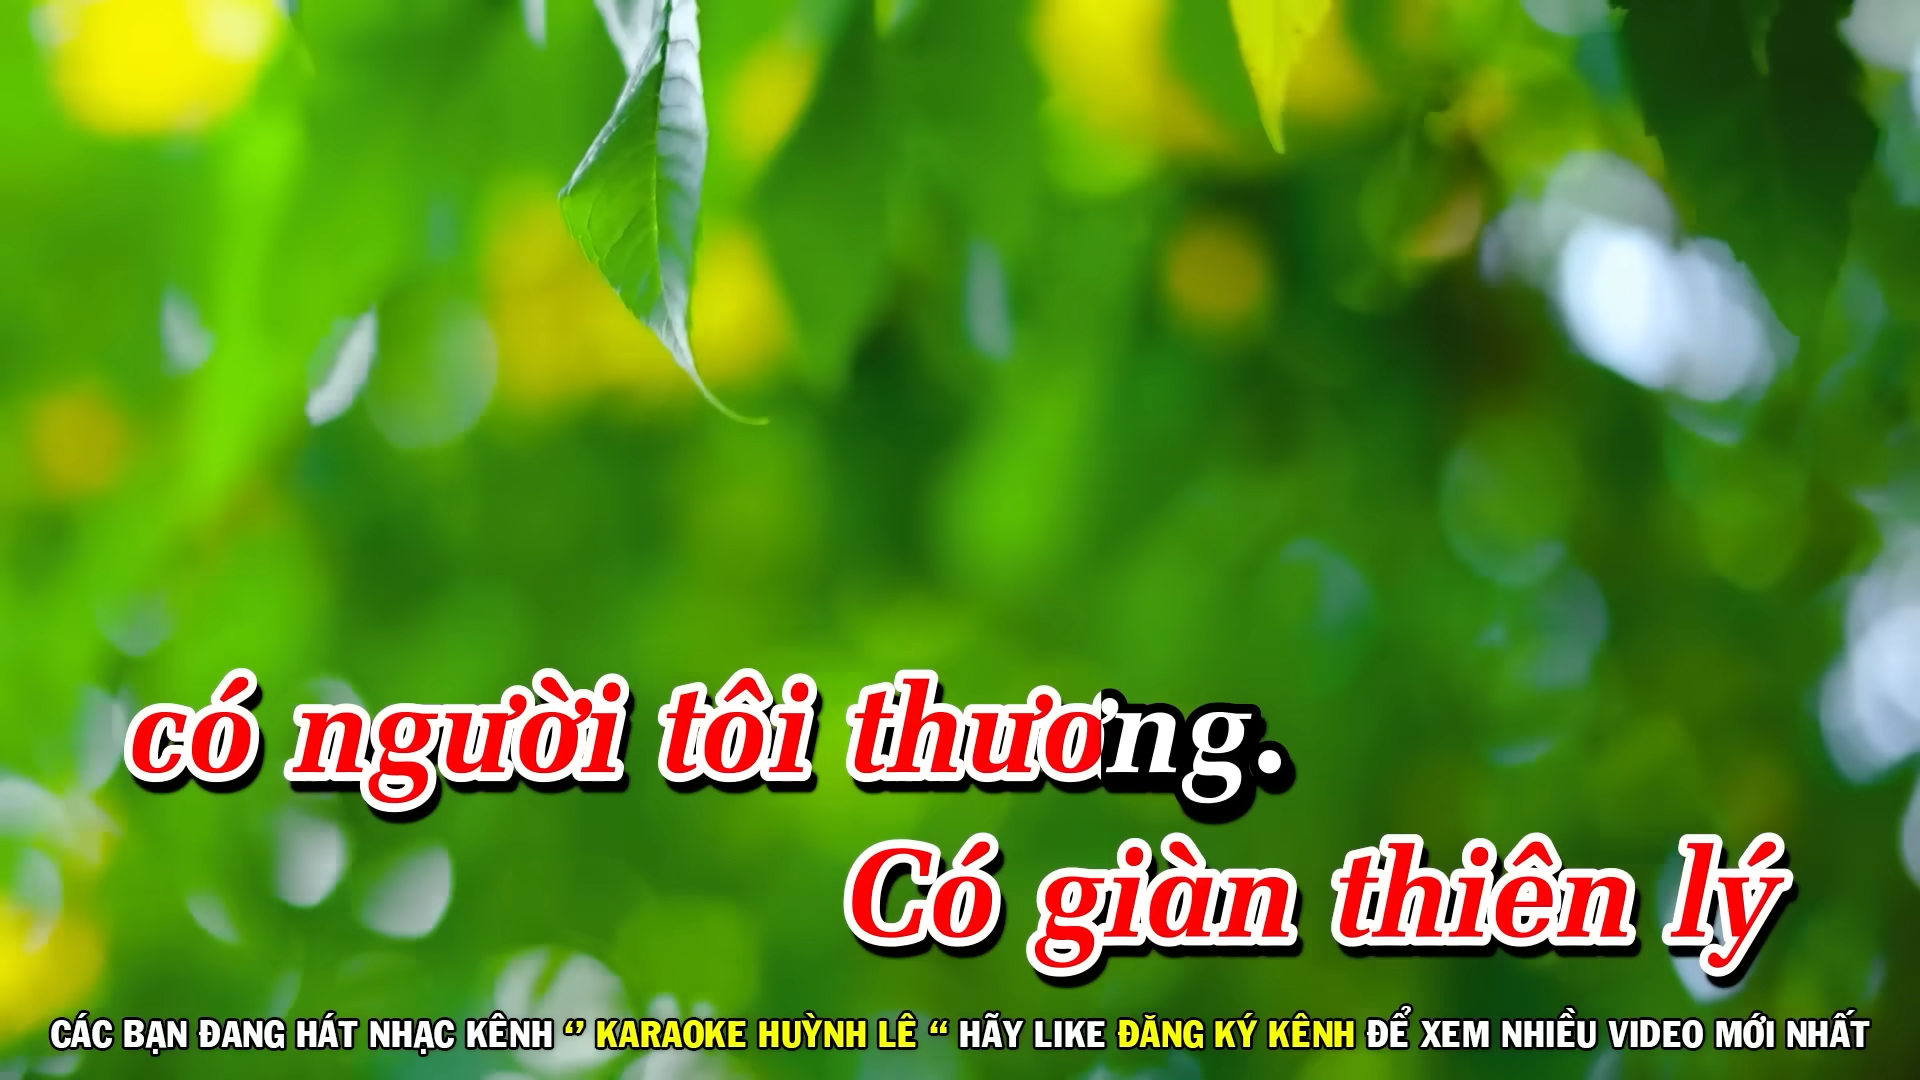 có người tôi thương.
Có giàn thiên lý
CÁC BẠN ĐANG HÁT NHẠC KÊNH “ KARAOKE HUỲNH LÊ “ HÃY LIKE ĐĂNG KÝ KÊNH ĐỂ XEM NHIỀU VIDEO MỚI NHẤT